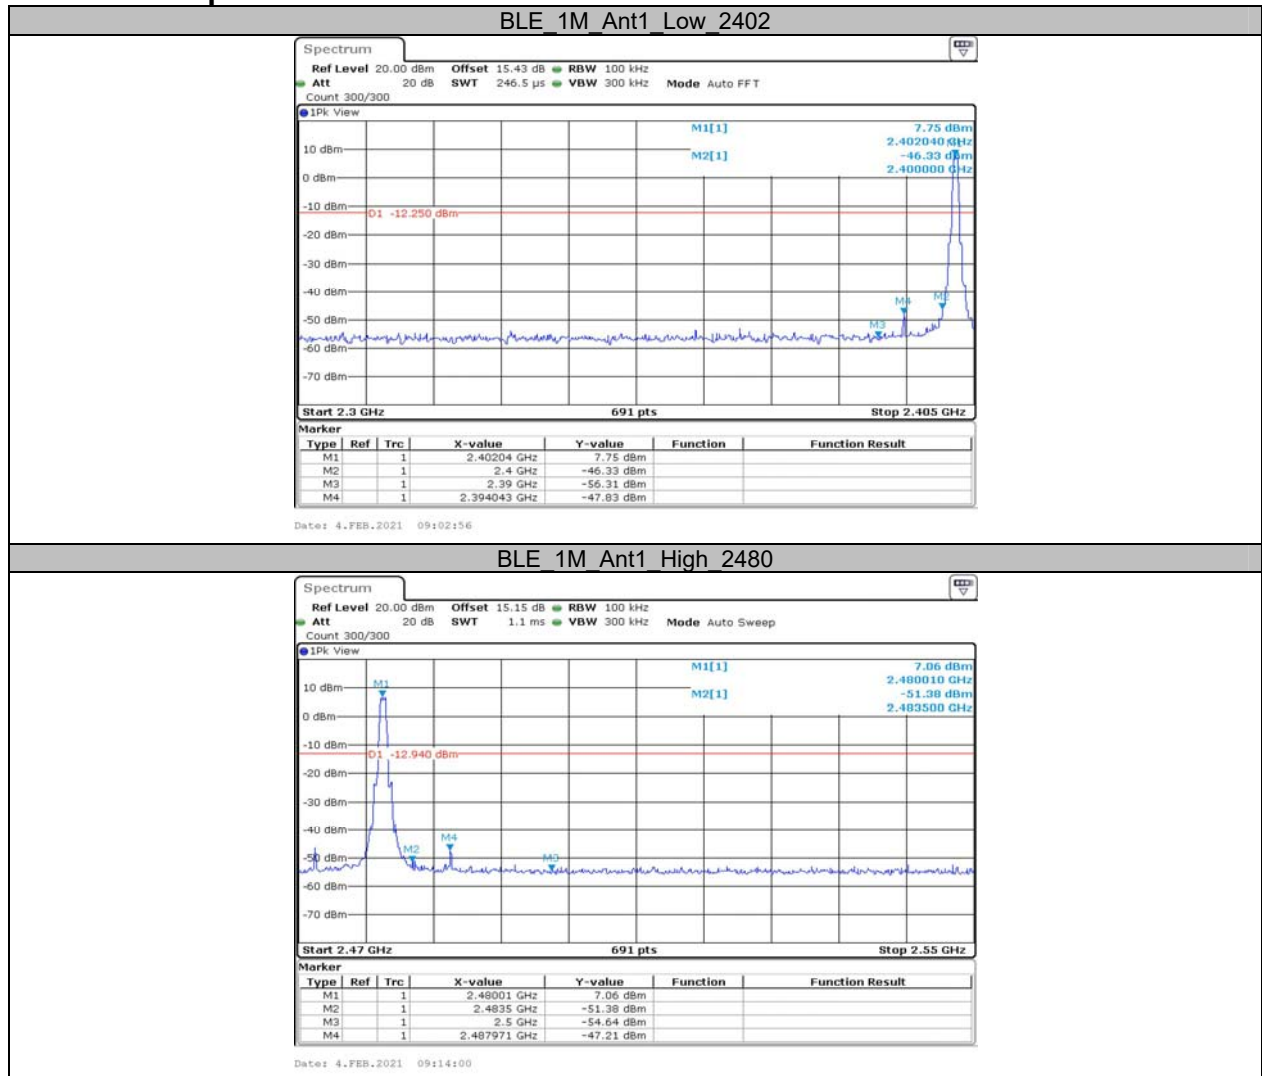 BLE_1M_Ant1_Low_2402
Spectrum
Ref Level 20.00 dBm Offset 15.43 dB RBW 100 kHz
Att 20 dB SWT 246.5 µs VBW 300 kHz Mode Auto FFT
Count 300/300
1Pk View
M1[1] 7.75 dBm
2.402040 GHz
10 dBm
M2[1] -46.33 dBm
2.400000 GHz
0 dBm
-10 dBm
D1 -12.250 dBm
-20 dBm
-30 dBm
-40 dBm
M4 M2
-50 dBm
M3
-60 dBm
-70 dBm
Start 2.3 GHz 691 pts Stop 2.405 GHz
Marker
Type Ref Trc X-value Y-value Function Function Result
M1 1 2.40204 GHz 7.75 dBm
M2 1 2.4 GHz -46.33 dBm
M3 1 2.39 GHz -56.31 dBm
M4 1 2.394043 GHz -47.83 dBm
Date: 4.FEB.2021 09:02:56
BLE_1M_Ant1_High_2480
Spectrum
Ref Level 20.00 dBm Offset 15.15 dB RBW 100 kHz
Att 20 dB SWT 1.1 ms VBW 300 kHz Mode Auto Sweep
Count 300/300
1Pk View
M1[1] 7.06 dBm
2.480010 GHz
10 dBm M1
M2[1] -51.38 dBm
2.483500 GHz
0 dBm
-10 dBm
D1 -12.940 dBm
-20 dBm
-30 dBm
-40 dBm
M4
M2
-50 dBm M3
-60 dBm
-70 dBm
Start 2.47 GHz 691 pts Stop 2.55 GHz
Marker
Type Ref Trc X-value Y-value Function Function Result
M1 1 2.48001 GHz 7.06 dBm
M2 1 2.4835 GHz -51.38 dBm
M3 1 2.5 GHz -54.64 dBm
M4 1 2.487971 GHz -47.21 dBm
Date: 4.FEB.2021 09:14:00